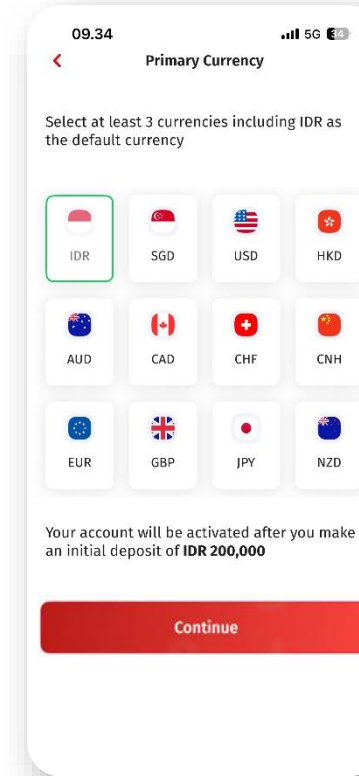 09.34
5G 34
Primary Currency
Select at least 3 currencies including IDR as
the default currency
IDR SGD USD HKD
AUD CAD CHF CNH
EUR GBP JPY NZD
Your account will be activated after you make
an initial deposit of IDR 200,000
Continue